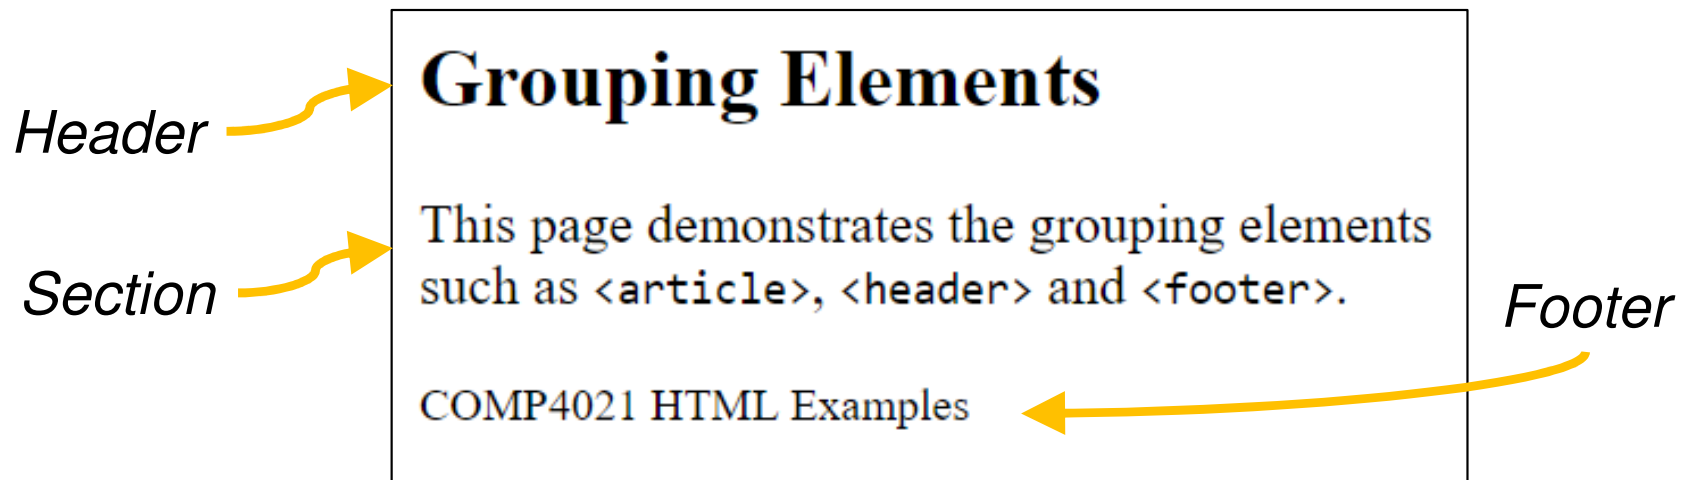 Grouping Elements
Header
This page demonstrates the grouping elements
such as <article>, <header> and <footer>.
Section
Footer
COMP4021 HTML Examples